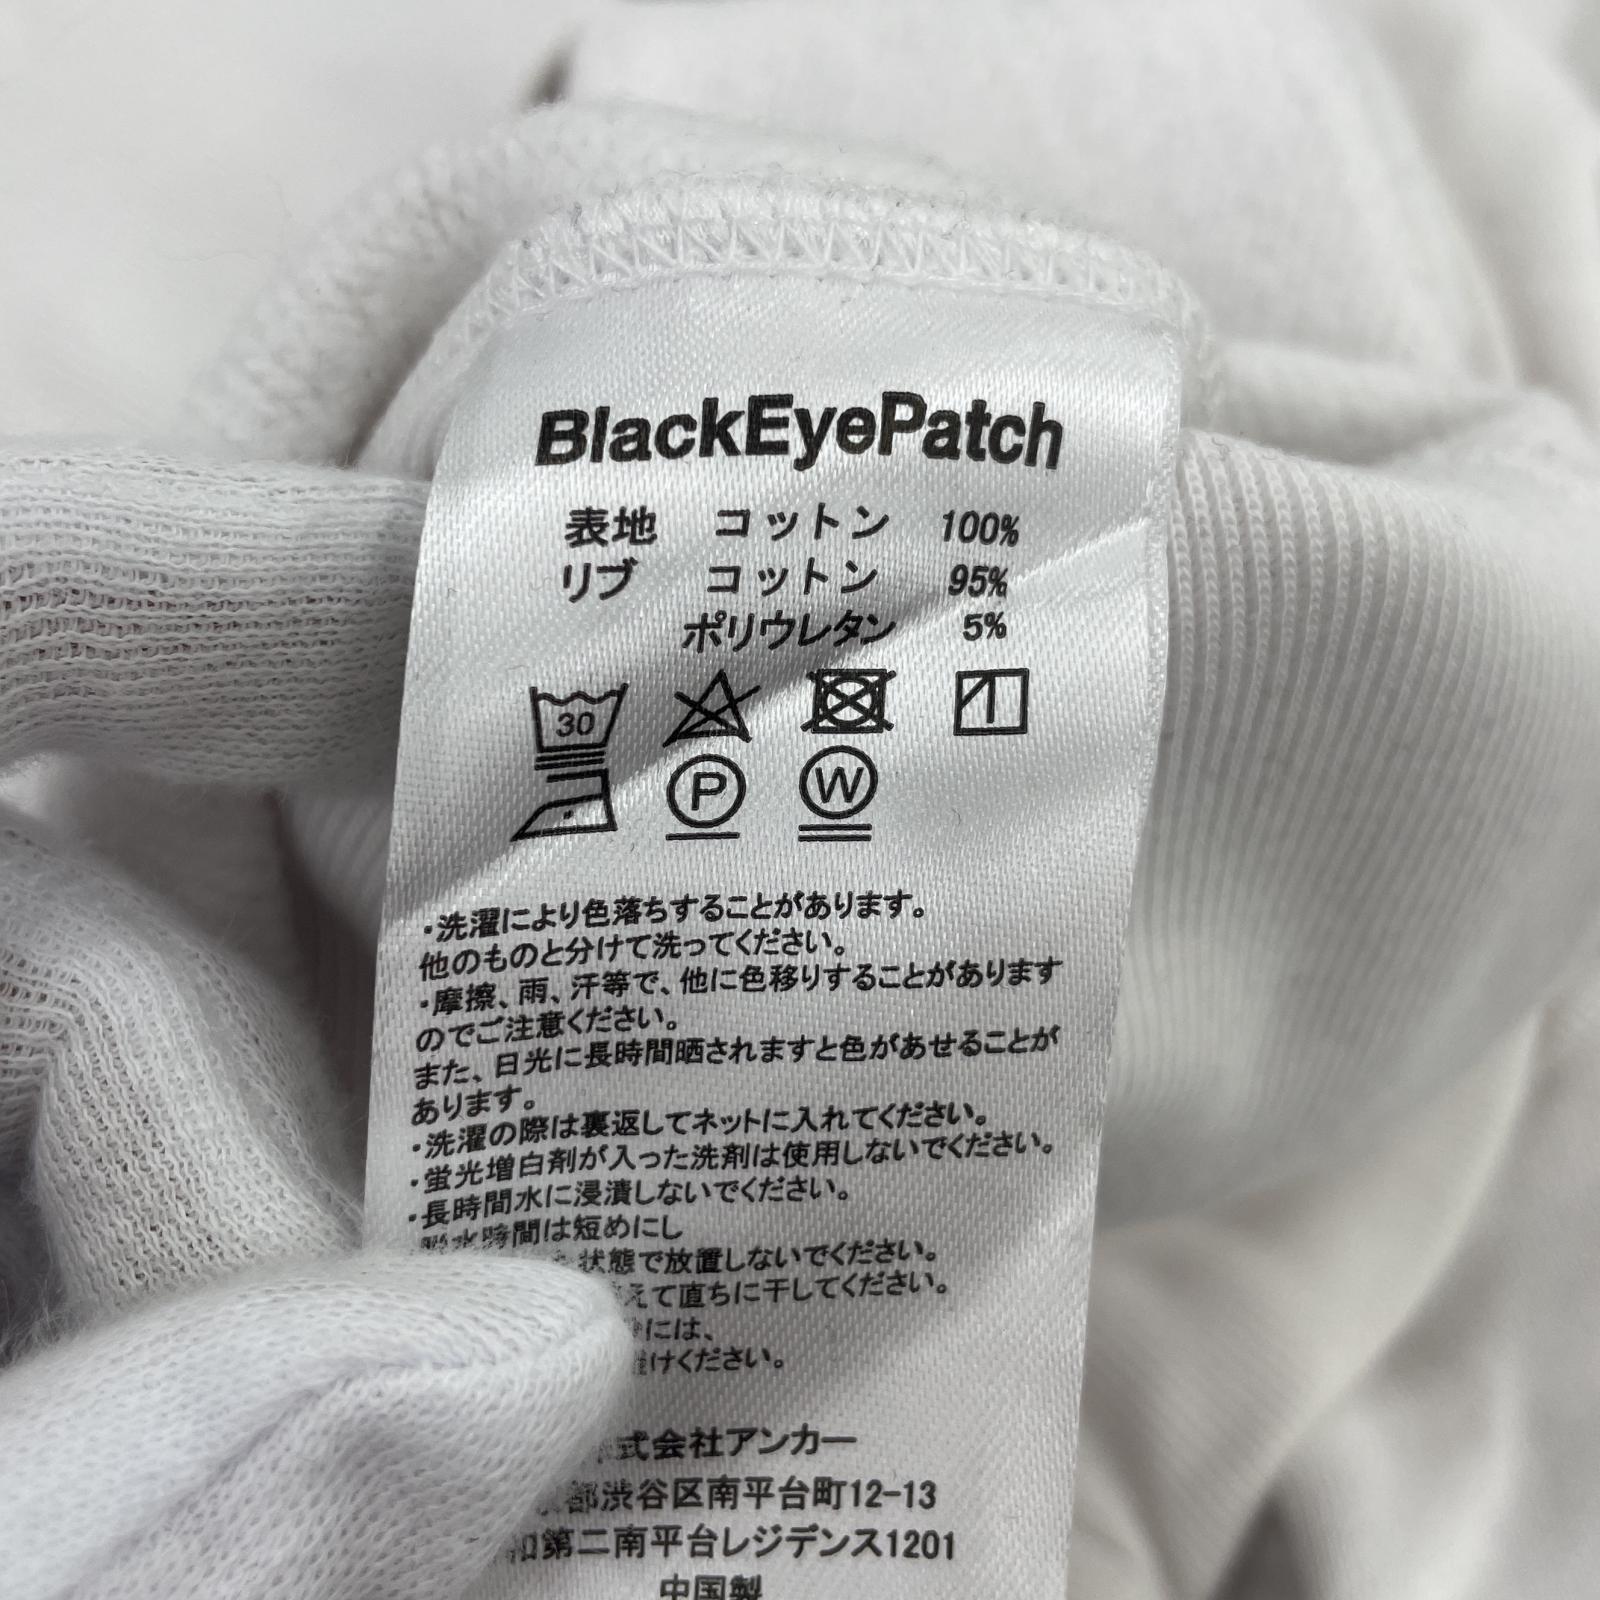 BlackEyePatch
表地 コットン 100%
リブ コットン 95%
ポリウレタン 5%
30
P W
・洗濯により色落ちすることがあります。
他のものと分けて洗ってください。
・摩擦、雨、汗等で、他に色移りすることがあります
のでご注意ください。
また、日光に長時間晒されますと色があせることが
あります。
・洗濯の際は裏返してネットに入れてください。
・蛍光増白剤が入った洗剤は使用しないでください。
・長時間水に浸漬しないでください。
脱水時間は短めにし
状態で放置しないでください。
えて直ちに干してください。
には、
けください。
式会社アンカー
都渋谷区南平台町12-13
和第二南平台レジデンス1201
中国製